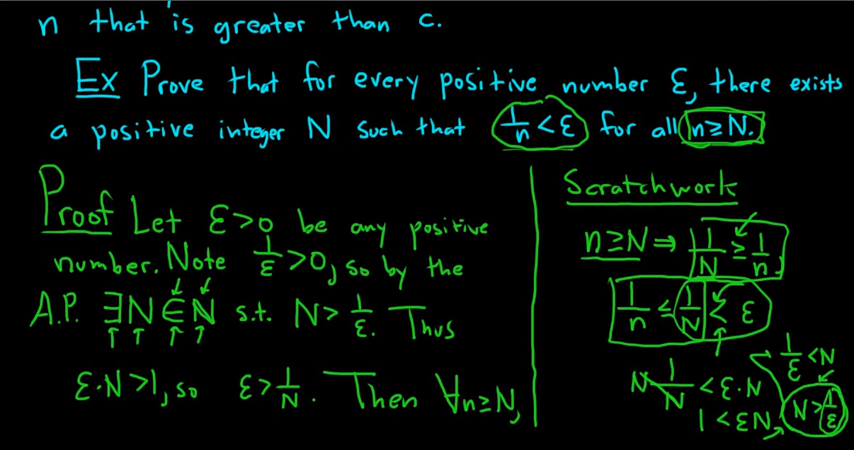 n that is greater than c.
Ex Prove that for every positive number ε, there exists
a positive integer N such that 1/n < ε for all n ≥ N.
Proof Let ε > 0 be any positive
number. Note 1/ε > 0, so by the
A.P. ∃N ∈ ℕ s.t. N > 1/ε. Thus
ε·N > 1, so ε > 1/N. Then ∀n ≥ N,
Scratchwork
n ≥ N ⇒ 1/N ≥ 1/n.
1/n ≤ 1/N < ε
N · 1/N < ε·N
1 < εN,
1/ε < N
N > 1/ε